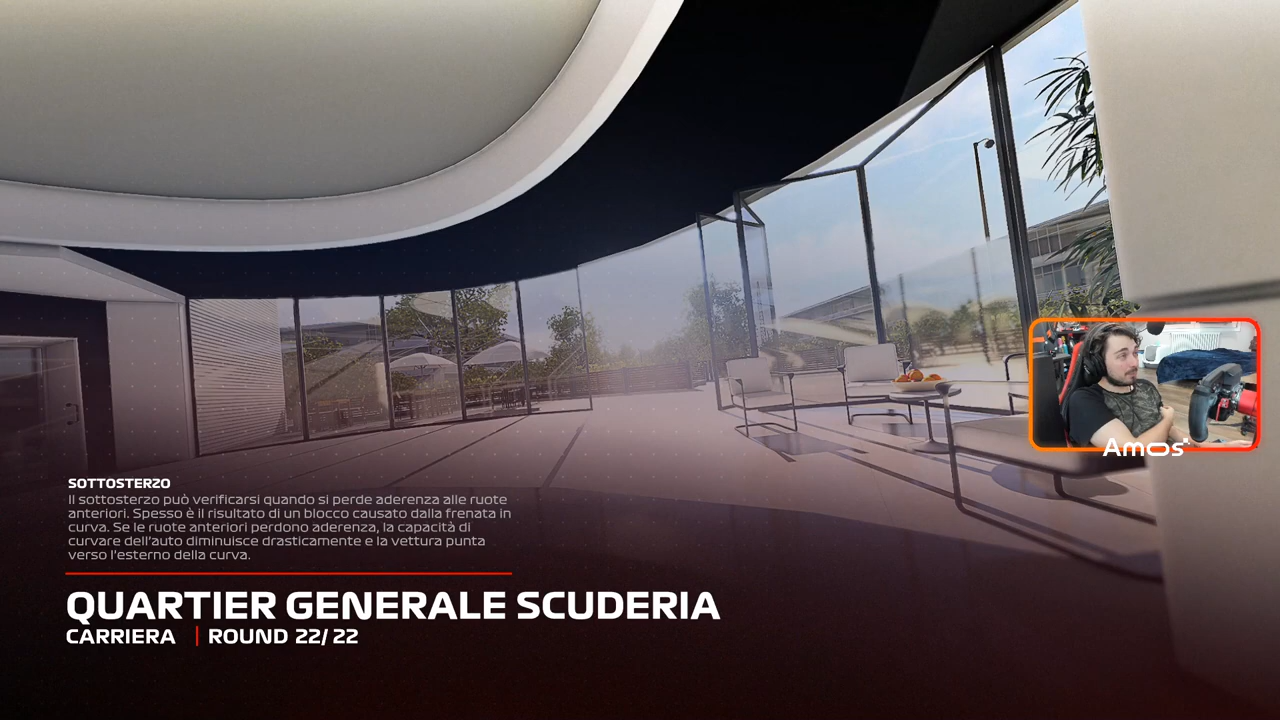 SOTTOSTERZO
Il sottosterzo può verificarsi quando si perde aderenza alle ruote
anteriori. Spesso è il risultato di un blocco causato dalla frenata in
curva. Se le ruote anteriori perdono aderenza, la capacità di
curvare dell'auto diminuisce drasticamente e la vettura punta
verso l'esterno della curva.
QUARTIER GENERALE SCUDERIA
CARRIERA | ROUND 22/22
Amos